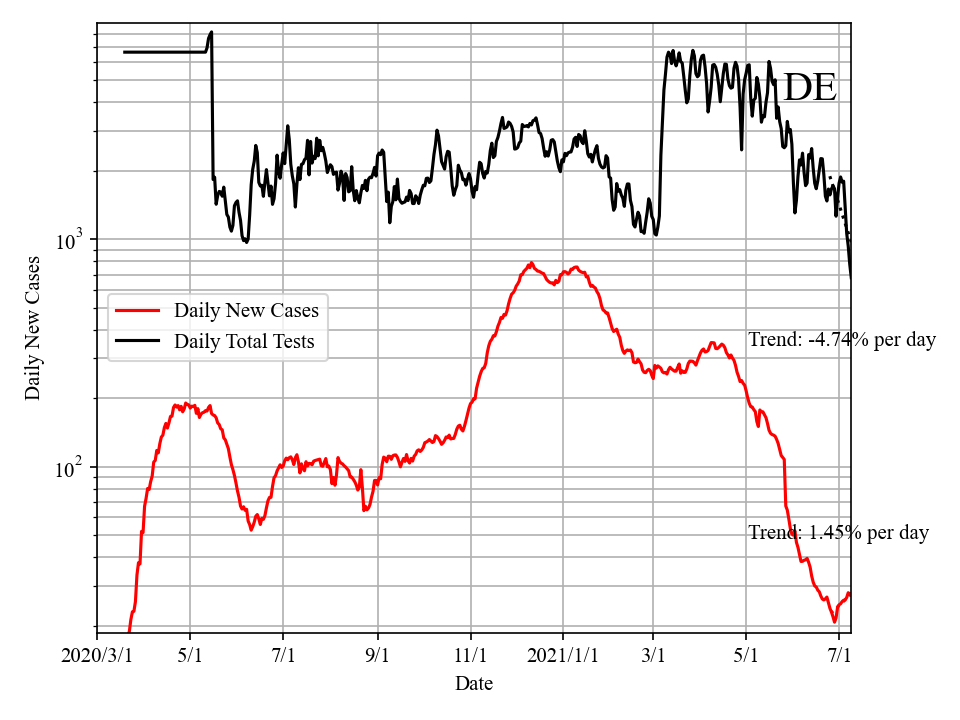 DE
10³
Daily New Cases
Daily New Cases
Daily Total Tests
Trend: -4.74% per day
10²
Trend: 1.45% per day
2020/3/1 5/1 7/1 9/1 11/1 2021/1/1 3/1 5/1 7/1
Date